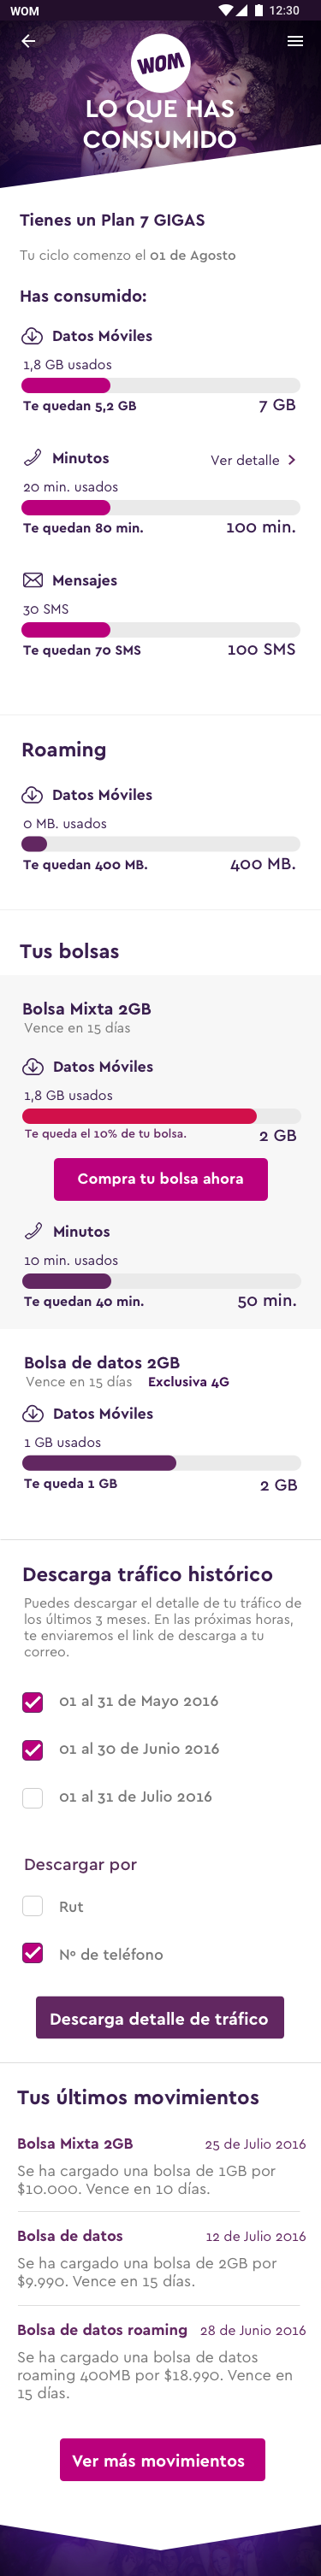 WOM 12:30
WOM
LO QUE HAS
CONSUMIDO
Tienes un Plan 7 GIGAS
Tu ciclo comenzo el 01 de Agosto
Has consumido:
Datos Móviles
1,8 GB usados
Te quedan 5,2 GB 7 GB
Minutos Ver detalle
20 min. usados
Te quedan 80 min. 100 min.
Mensajes
30 SMS
Te quedan 70 SMS 100 SMS
Roaming
Datos Móviles
0 MB. usados
Te quedan 400 MB. 400 MB.
Tus bolsas
Bolsa Mixta 2GB
Vence en 15 días
Datos Móviles
1,8 GB usados
Te queda el 10% de tu bolsa. 2 GB
Compra tu bolsa ahora
Minutos
10 min. usados
Te quedan 40 min. 50 min.
Bolsa de datos 2GB
Vence en 15 días Exclusiva 4G
Datos Móviles
1 GB usados
Te queda 1 GB 2 GB
Descarga tráfico histórico
Puedes descargar el detalle de tu tráfico de
los últimos 3 meses. En las próximas horas,
te enviaremos el link de descarga a tu
correo.
01 al 31 de Mayo 2016
01 al 30 de Junio 2016
01 al 31 de Julio 2016
Descargar por
Rut
Nº de teléfono
Descarga detalle de tráfico
Tus últimos movimientos
Bolsa Mixta 2GB 25 de Julio 2016
Se ha cargado una bolsa de 1GB por
$10.000. Vence en 10 días.
Bolsa de datos 12 de Julio 2016
Se ha cargado una bolsa de 2GB por
$9.990. Vence en 15 días.
Bolsa de datos roaming 28 de Junio 2016
Se ha cargado una bolsa de datos
roaming 400MB por $18.990. Vence en
15 días.
Ver más movimientos